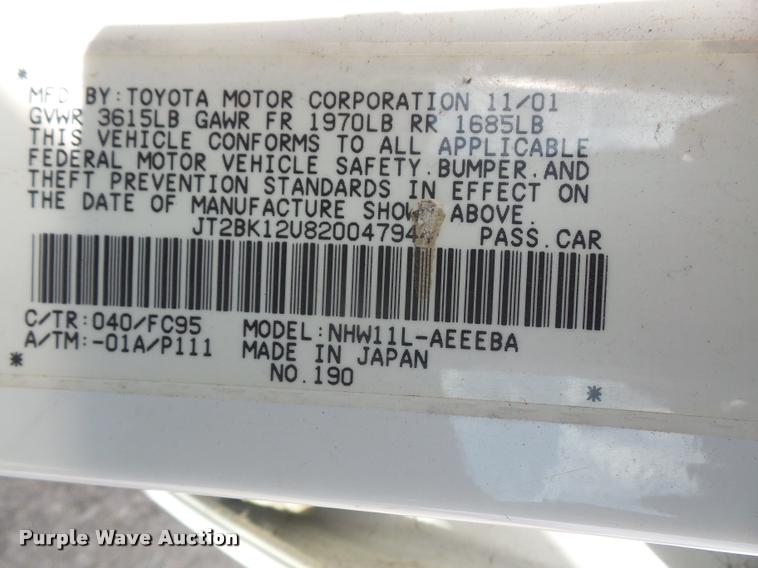 MFD BY: TOYOTA MOTOR CORPORATION 11/01
GVWR 3615LB GAWR FR 1970LB RR 1685LB
THIS VEHICLE CONFORMS TO ALL APPLICABLE
FEDERAL MOTOR VEHICLE SAFETY. BUMPER. AND
THEFT PREVENTION STANDARDS IN EFFECT ON
THE DATE OF MANUFACTURE SHOWN ABOVE.
PASS. CAR
C/TR: 040/FC95 MODEL: NHW11L-AEEEBA
A/TM: -01A/P111 MADE IN JAPAN
NO. 190
Purple Wave Auction